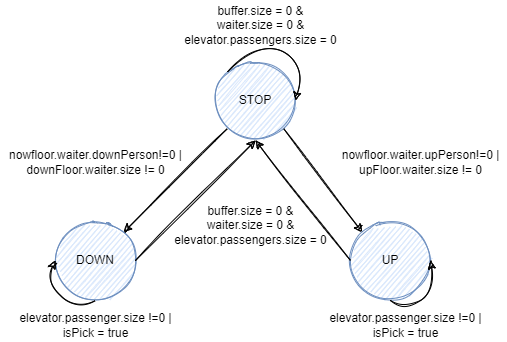 buffer.size = 0 &
waiter.size = 0 &
elevator.passengers.size = 0
STOP
nowfloor.waiter.downPerson!=0 |
downFloor.waiter.size != 0
nowfloor.waiter.upPerson!=0 |
upFloor.waiter.size != 0
buffer.size = 0 &
waiter.size = 0 &
elevator.passengers.size = 0
DOWN
UP
elevator.passenger.size !=0 |
isPick = true
elevator.passenger.size !=0 |
isPick = true